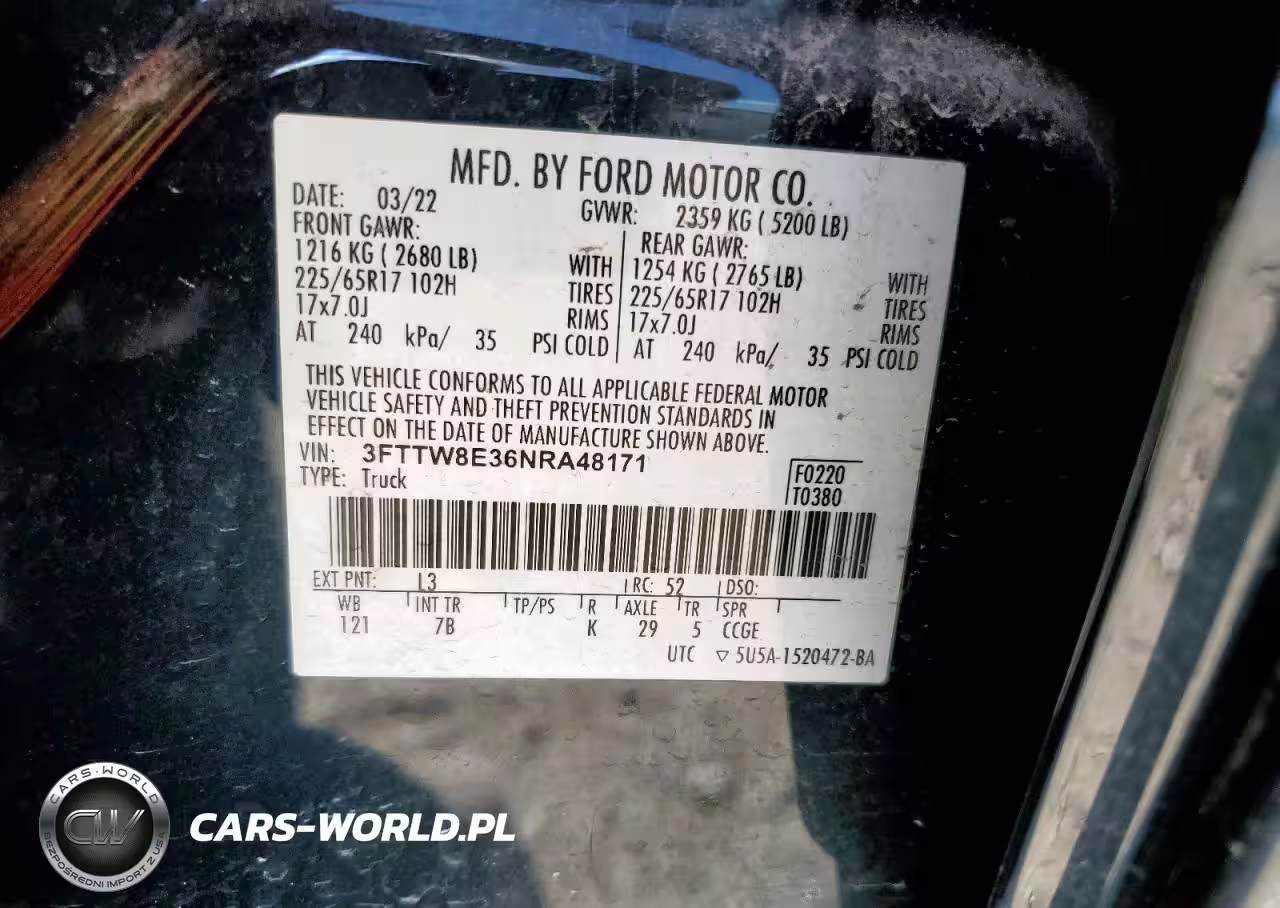 MFD. BY FORD MOTOR CO.
DATE: 03/22 GVWR: 2359 KG ( 5200 LB)
FRONT GAWR: REAR GAWR:
1216 KG ( 2680 LB) WITH 1254 KG ( 2765 LB) WITH
225/65R17 102H TIRES 225/65R17 102H TIRES
17x7.0J RIMS 17x7.0J RIMS
AT 240 kPa/ 35 PSI COLD AT 240 kPa/ 35 PSI COLD
THIS VEHICLE CONFORMS TO ALL APPLICABLE FEDERAL MOTOR
VEHICLE SAFETY AND THEFT PREVENTION STANDARDS IN
EFFECT ON THE DATE OF MANUFACTURE SHOWN ABOVE.
VIN: 3FTTW8E36NRA48171
TYPE: Truck
F0220
T0380
EXT PNT: L3 RC: 52 DSO:
WB INT TR TP/PS R AXLE TR SPR
121 7B K 29 5 CCGE
UTC ▽ 5U5A-1520472-BA
CARS-WORLD
CW
BEZPOŚREDNI IMPORT Z USA
CARS-WORLD.PL